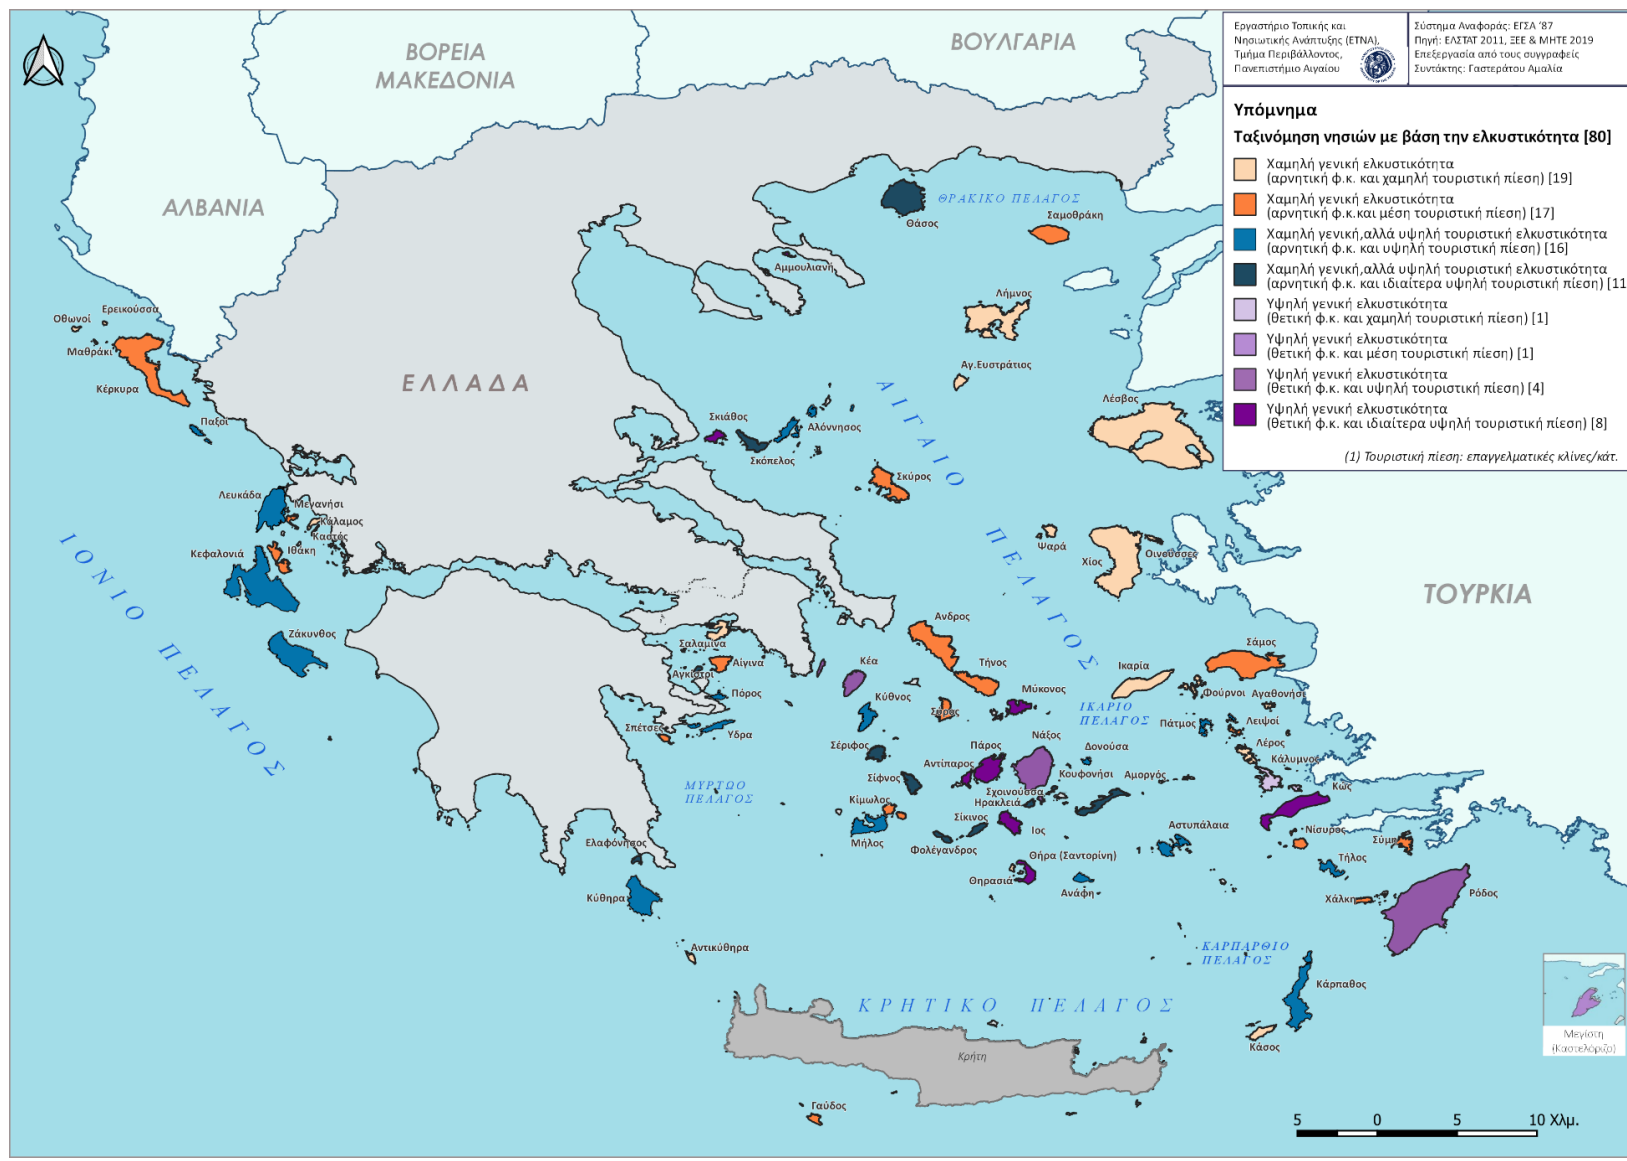 Εργαστήριο Τοπικής και
Νησιωτικής Ανάπτυξης (ΕΤΝΑ),
Τμήμα Περιβάλλοντος,
Πανεπιστήμιο Αιγαίου
Σύστημα Αναφοράς: ΕΓΣΑ ‘87
Πηγή: ΕΛΣΤΑΤ 2011, ΞΕΕ & ΜΗΤΕ 2019
Επεξεργασία από τους συγγραφείς
Συντάκτης: Γαστεράτου Αμαλία
Υπόμνημα
Ταξινόμηση νησιών με βάση την ελκυστικότητα [80]
Χαμηλή γενική ελκυστικότητα
(αρνητική φ.κ. και χαμηλή τουριστική πίεση) [19]
Χαμηλή γενική ελκυστικότητα
(αρνητική φ.κ.και μέση τουριστική πίεση) [17]
Χαμηλή γενική,αλλά υψηλή τουριστική ελκυστικότητα
(αρνητική φ.κ. και υψηλή τουριστική πίεση) [16]
Χαμηλή γενική,αλλά υψηλή τουριστική ελκυστικότητα
(αρνητική φ.κ. και ιδιαίτερα υψηλή τουριστική πίεση) [11
Υψηλή γενική ελκυστικότητα
(θετική φ.κ. και χαμηλή τουριστική πίεση) [1]
Υψηλή γενική ελκυστικότητα
(θετική φ.κ. και μέση τουριστική πίεση) [1]
Υψηλή γενική ελκυστικότητα
(θετική φ.κ. και υψηλή τουριστική πίεση) [4]
Υψηλή γενική ελκυστικότητα
(θετική φ.κ. και ιδιαίτερα υψηλή τουριστική πίεση) [8]
(1) Τουριστική πίεση: επαγγελματικές κλίνες/κάτ.
ΒΟΡΕΙΑ
ΜΑΚΕΔΟΝΙΑ
ΒΟΥΛΓΑΡΙΑ
ΑΛΒΑΝΙΑ
ΕΛΛΑΔΑ
ΤΟΥΡΚΙΑ
ΘΡΑΚΙΚΟ ΠΕΛΑΓΟΣ
Θάσος
Σαμοθράκη
Αμμουλιανή
Λήμνος
Αγ.Ευστράτιος
Λέσβος
Ερεικούσσα
Οθωνοί
Μαθράκι
Κέρκυρα
Παξοί
Σκιάθος
Αλόννησος
Σκόπελος
Σκύρος
ΑΙΓΑΙΟ
ΠΕΛΑΓΟΣ
Λευκάδα
Μεγανήσι
Κάλαμος
Καστός
Ιθάκη
Κεφαλονιά
Ζάκυνθος
ΙΟΝΙΟ ΠΕΛΑΓΟΣ
Ψαρά
Οινούσσες
Χίος
Σαλαμίνα
Αίγινα
Αγκίστρι
Πόρος
Σπέτσες
Υδρα
Ανδρος
Τήνος
Κέα
Κύθνος
Σύρος
Μύκονος
Ικαρία
Σάμος
ΙΚΑΡΙΟ
ΠΕΛΑΓΟΣ
Φούρνοι
Αγαθονήσι
Πάτμος
Λειψοί
Λέρος
Κάλυμνος
Κως
Σέριφος
Σίφνος
Αντίπαρος
Πάρος
Νάξος
Δονούσα
Κουφονήσι
Αμοργός
Σχοινούσσα
Ηρακλειά
Κίμωλος
Μήλος
Σίκινος
Φολέγανδρος
Ιος
Θήρα (Σαντορίνη)
Θηρασιά
Ανάφη
Αστυπάλαια
Νίσυρος
Σύμη
Τήλος
Χάλκη
Ρόδος
ΜΥΡΤΩΟ
ΠΕΛΑΓΟΣ
Ελαφόνησος
Κύθηρα
Αντικύθηρα
ΚΑΡΠΑΡΘΙΟ
ΠΕΛΑΓΟΣ
Κάρπαθος
Κάσος
ΚΡΗΤΙΚΟ ΠΕΛΑΓΟΣ
Κρήτη
Γαύδος
Μεγίστη
(Καστελόριζο)
5 0 5 10 Χλμ.